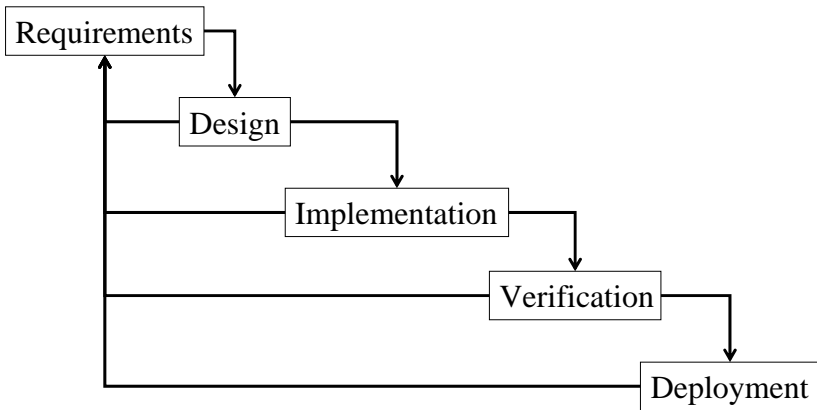 Requirements
Design
Implementation
Verification
Deployment